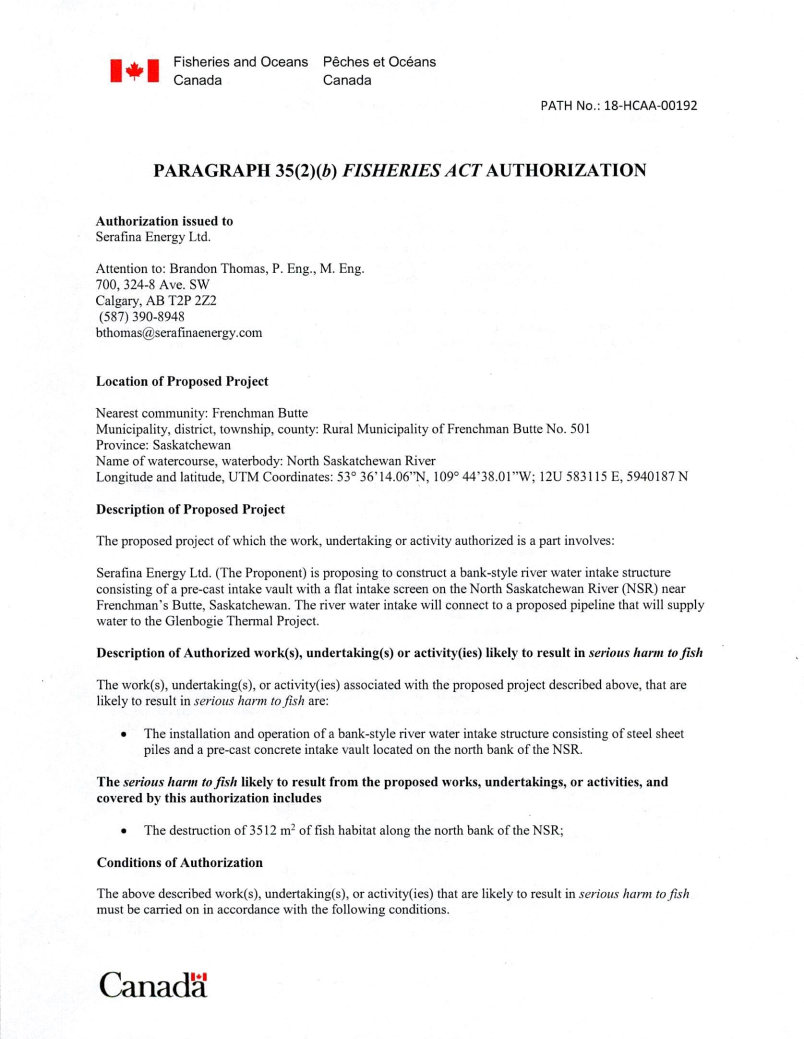 Fisheries and Oceans Pêches et Océans
Canada Canada
PATH No.: 18-HCAA-00192
PARAGRAPH 35(2)(b) FISHERIES ACT AUTHORIZATION
Authorization issued to
Serafina Energy Ltd.
Attention to: Brandon Thomas, P. Eng., M. Eng.
700, 324-8 Ave. SW
Calgary, AB T2P 2Z2
(587) 390-8948
bthomas@serafinaenergy.com
Location of Proposed Project
Nearest community: Frenchman Butte
Municipality, district, township, county: Rural Municipality of Frenchman Butte No. 501
Province: Saskatchewan
Name of watercourse, waterbody: North Saskatchewan River
Longitude and latitude, UTM Coordinates: 53° 36’14.06”N, 109° 44’38.01”W; 12U 583115 E, 5940187 N
Description of Proposed Project
The proposed project of which the work, undertaking or activity authorized is a part involves:
Serafina Energy Ltd. (The Proponent) is proposing to construct a bank-style river water intake structure
consisting of a pre-cast intake vault with a flat intake screen on the North Saskatchewan River (NSR) near
Frenchman’s Butte, Saskatchewan. The river water intake will connect to a proposed pipeline that will supply
water to the Glenbogie Thermal Project.
Description of Authorized work(s), undertaking(s) or activity(ies) likely to result in serious harm to fish
The work(s), undertaking(s), or activity(ies) associated with the proposed project described above, that are
likely to result in serious harm to fish are:
• The installation and operation of a bank-style river water intake structure consisting of steel sheet
piles and a pre-cast concrete intake vault located on the north bank of the NSR.
The serious harm to fish likely to result from the proposed works, undertakings, or activities, and
covered by this authorization includes
• The destruction of 3512 m² of fish habitat along the north bank of the NSR;
Conditions of Authorization
The above described work(s), undertaking(s), or activity(ies) that are likely to result in serious harm to fish
must be carried on in accordance with the following conditions.
Canada